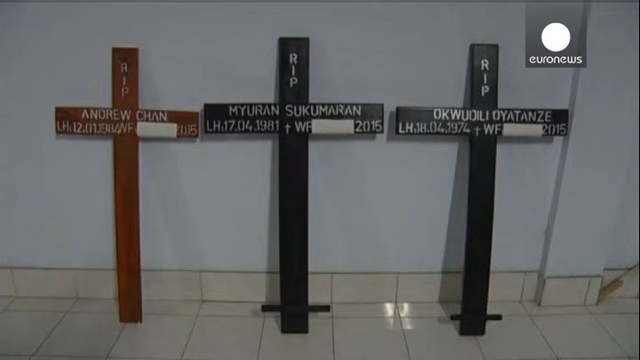 euronews
RIP
ANDREW CHAN
LH:12.01.1984 WF 2015
RIP
MYURAN SUKUMARAN
LH:17.04.1981 † WF 2015
RIP
OKWUDILI OYATANZE
LH:18.04.1974 † WF 2015